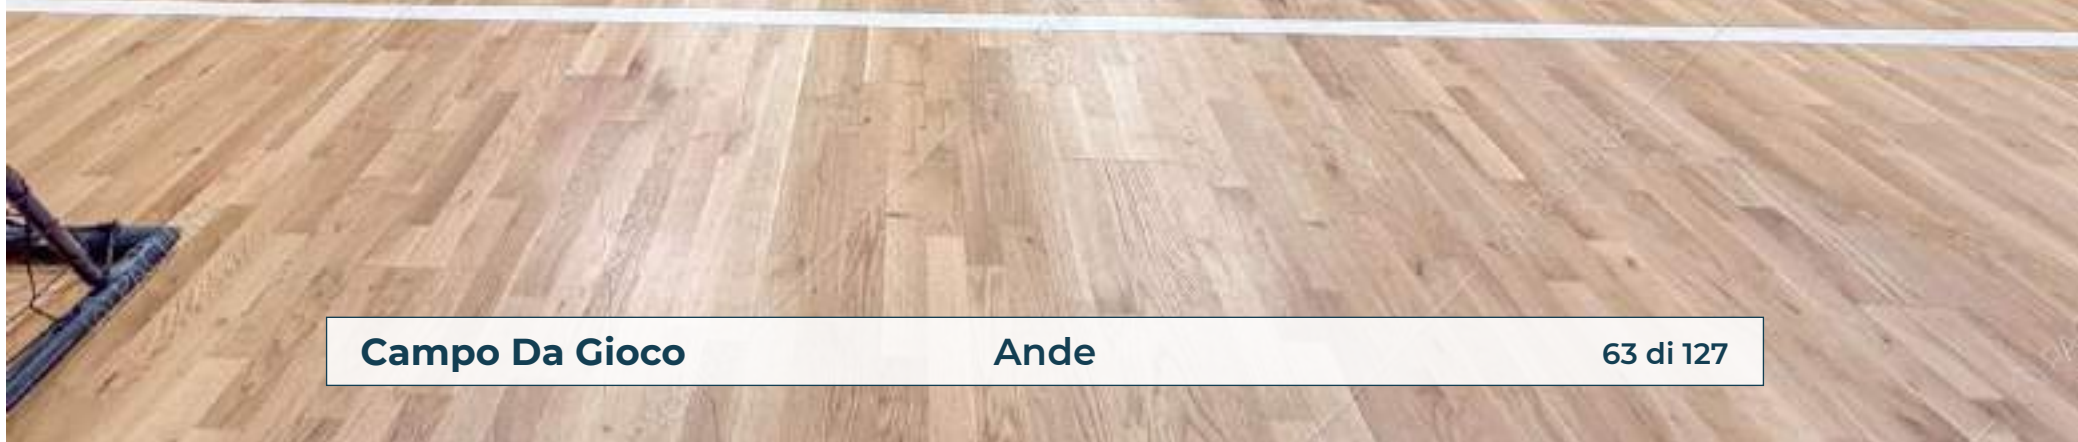 Campo Da Gioco Ande 63 di 127